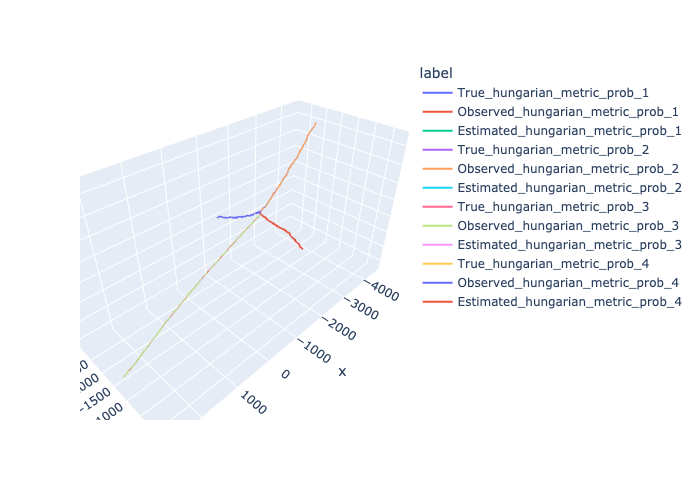 label
True_hungarian_metric_prob_1
Observed_hungarian_metric_prob_1
Estimated_hungarian_metric_prob_1
True_hungarian_metric_prob_2
Observed_hungarian_metric_prob_2
Estimated_hungarian_metric_prob_2
True_hungarian_metric_prob_3
Observed_hungarian_metric_prob_3
Estimated_hungarian_metric_prob_3
True_hungarian_metric_prob_4
Observed_hungarian_metric_prob_4
Estimated_hungarian_metric_prob_4
−4000
−3000
−2000
−1000
0
1000
x
−1500